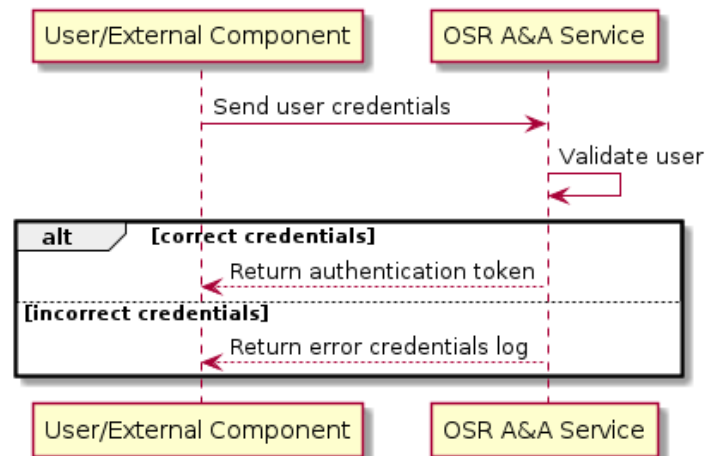 User/External Component
OSR A&A Service
Send user credentials
Validate user
alt
[correct credentials]
Return authentication token
[incorrect credentials]
Return error credentials log
User/External Component
OSR A&A Service